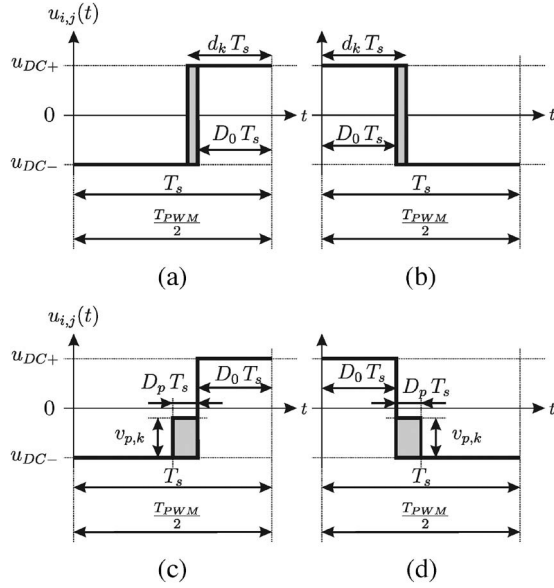 u_{i,j}(t)
d_k T_s
d_k T_s
u_{DC+}
0
t
t
D_0 T_s
D_0 T_s
u_{DC-}
T_s
T_s
T_{PWM}/2
T_{PWM}/2
(a)
(b)
u_{i,j}(t)
u_{DC+}
D_p T_s
D_0 T_s
D_0 T_s
D_p T_s
0
t
t
v_{p,k}
v_{p,k}
u_{DC-}
T_s
T_s
T_{PWM}/2
T_{PWM}/2
(c)
(d)